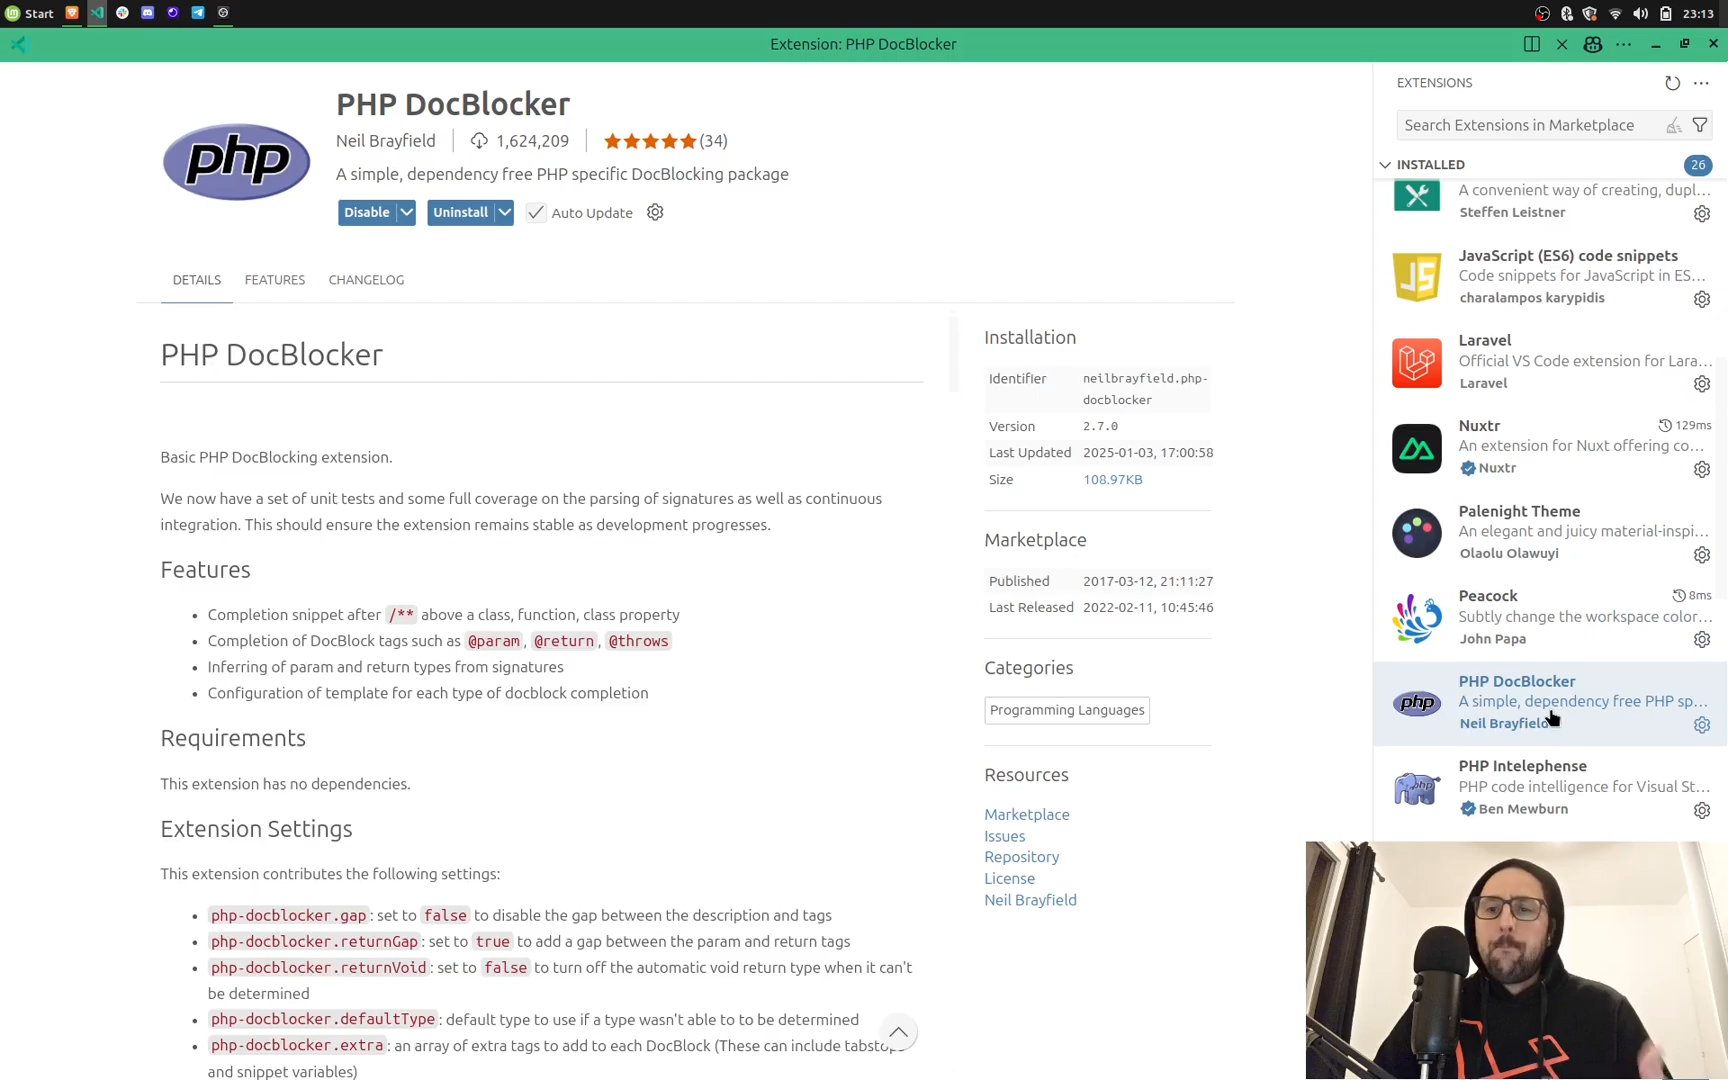 Start
23:13
Extension: PHP DocBlocker
php
PHP DocBlocker
Neil Brayfield
1,624,209
(34)
A simple, dependency free PHP specific DocBlocking package
Disable
Uninstall
Auto Update
DETAILS
FEATURES
CHANGELOG
PHP DocBlocker
Basic PHP DocBlocking extension.
We now have a set of unit tests and some full coverage on the parsing of signatures as well as continuous
integration. This should ensure the extension remains stable as development progresses.
Features
• Completion snippet after /** above a class, function, class property
• Completion of DocBlock tags such as @param, @return, @throws
• Inferring of param and return types from signatures
• Configuration of template for each type of docblock completion
Requirements
This extension has no dependencies.
Extension Settings
This extension contributes the following settings:
• php-docblocker.gap: set to false to disable the gap between the description and tags
• php-docblocker.returnGap: set to true to add a gap between the param and return tags
• php-docblocker.returnVoid: set to false to turn off the automatic void return type when it can't
be determined
• php-docblocker.defaultType: default type to use if a type wasn't able to to be determined
• php-docblocker.extra: an array of extra tags to add to each DocBlock (These can include tabstops
and snippet variables)
Installation
Identifier
neilbrayfield.php-
docblocker
Version 2.7.0
Last Updated 2025-01-03, 17:00:58
Size 108.97KB
Marketplace
Published 2017-03-12, 21:11:27
Last Released 2022-02-11, 10:45:46
Categories
Programming Languages
Resources
Marketplace
Issues
Repository
License
Neil Brayfield
EXTENSIONS
Search Extensions in Marketplace
INSTALLED
26
A convenient way of creating, dupl...
Steffen Leistner
JS
JavaScript (ES6) code snippets
Code snippets for JavaScript in ES...
charalampos karypidis
Laravel
Official VS Code extension for Lara...
Laravel
Nuxtr
129ms
An extension for Nuxt offering co...
Nuxtr
Palenight Theme
An elegant and juicy material-inspi...
Olaolu Olawuyi
Peacock
8ms
Subtly change the workspace color...
John Papa
php
PHP DocBlocker
A simple, dependency free PHP sp...
Neil Brayfield
php
PHP Intelephense
PHP code intelligence for Visual St...
Ben Mewburn